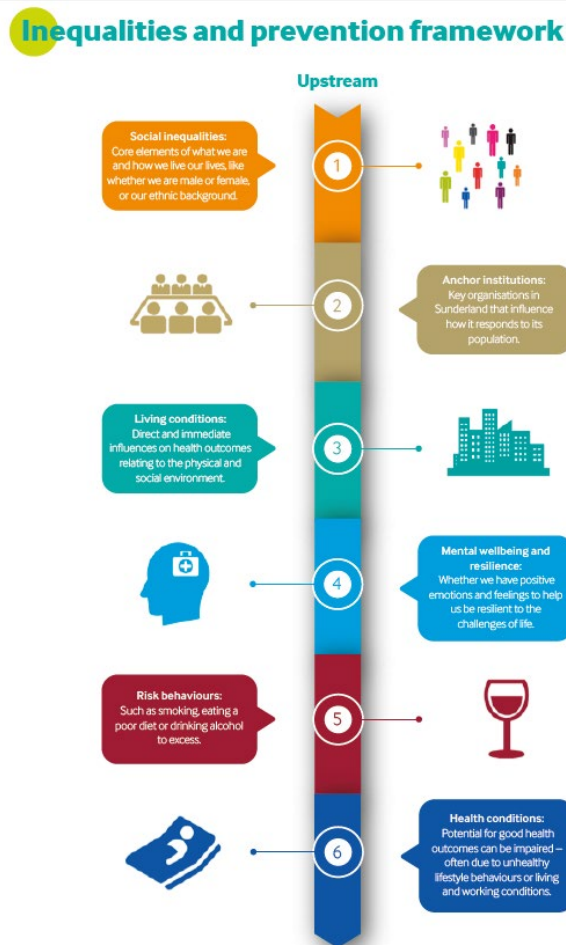 Inequalities and prevention framework
Upstream
Social inequalities:
Core elements of what we are
and how we live our lives, like
whether we are male or female,
or our ethnic background.
1
2
Anchor institutions:
Key organisations in
Sunderland that influence
how it responds to its
population.
Living conditions:
Direct and immediate
influences on health outcomes
relating to the physical and
social environment.
3
4
Mental wellbeing and
resilience:
Whether we have positive
emotions and feelings to help
us be resilient to the
challenges of life.
Risk behaviours:
Such as smoking, eating a
poor diet or drinking alcohol
to excess.
5
6
Health conditions:
Potential for good health
outcomes can be impaired –
often due to unhealthy
lifestyle behaviours or living
and working conditions.